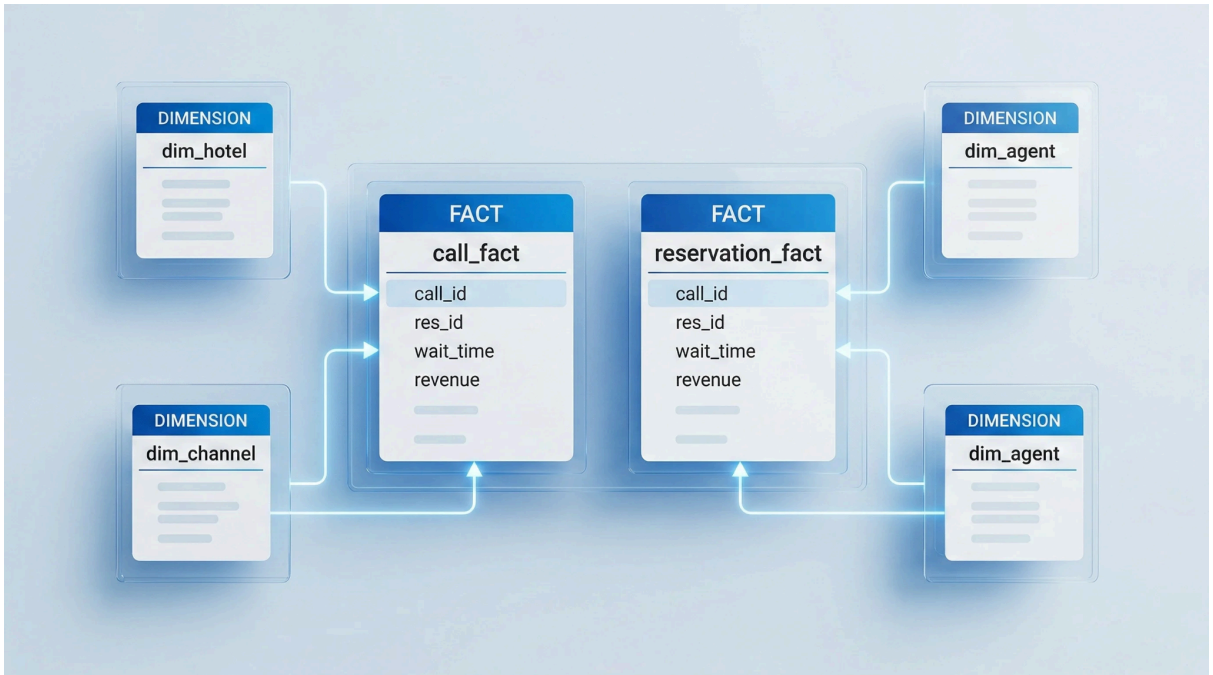 DIMENSION
dim_hotel
DIMENSION
dim_agent
FACT
call_fact
call_id
res_id
wait_time
revenue
FACT
reservation_fact
call_id
res_id
wait_time
revenue
DIMENSION
dim_channel
DIMENSION
dim_agent